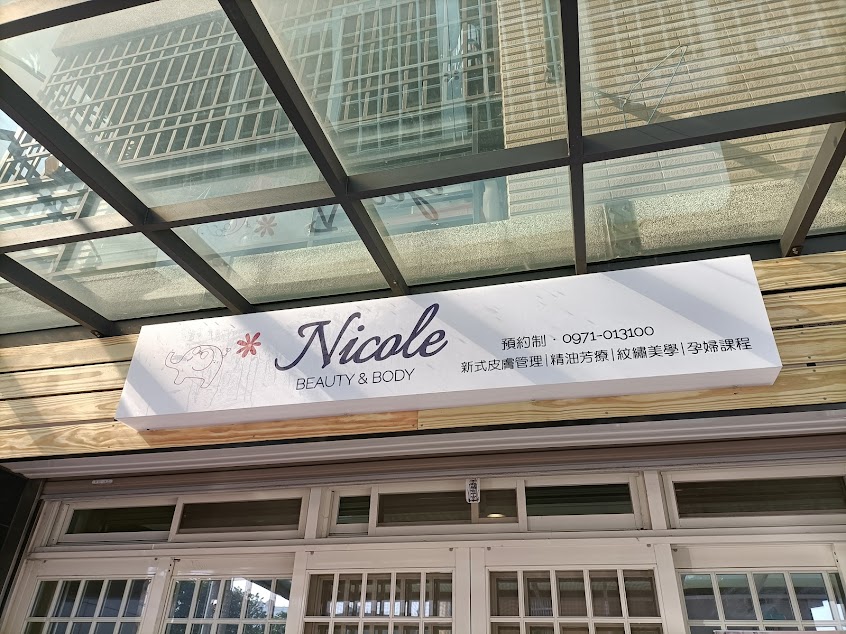 Nicole
BEAUTY & BODY
預約制・0971-013100
新式皮膚管理|精油芳療|紋繡美學|孕婦課程